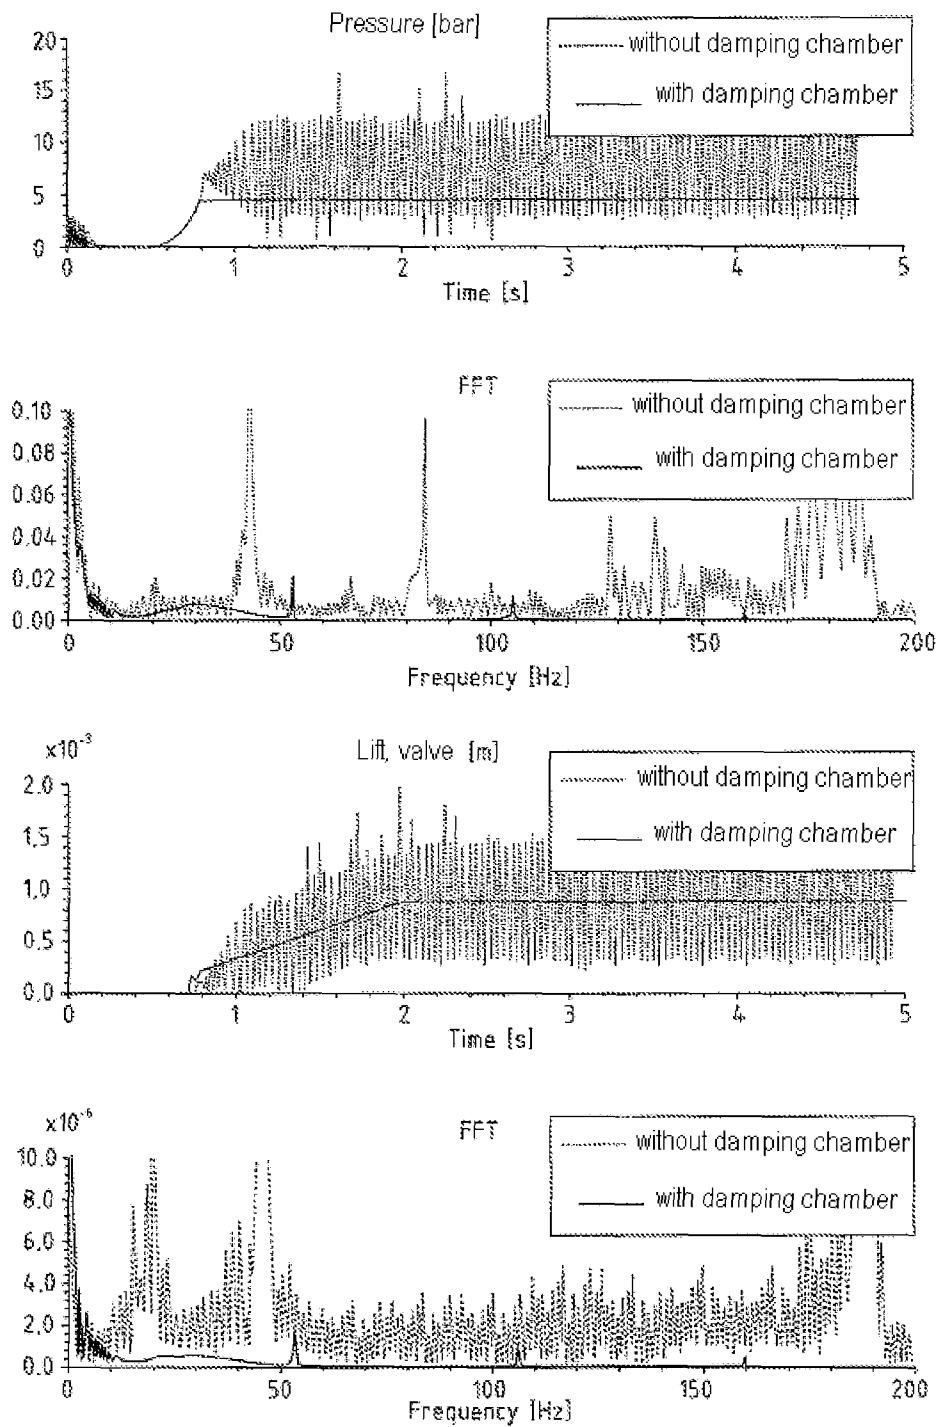 Pressure [bar]
without damping chamber
with damping chamber
20
15
10
5
0
0 1 2 3 4 5
Time [s]
FFT
without damping chamber
with damping chamber
0.10
0.08
0.06
0.04
0.02
0.00
0 50 100 150 200
Frequency [Hz]
x10-3
Lift, valve [m]
without damping chamber
with damping chamber
2.0
1.5
1.0
0.5
0.0
0 1 2 3 4 5
Time [s]
x10-6
FFT
without damping chamber
with damping chamber
10.0
8.0
6.0
4.0
2.0
0.0
0 50 100 150 200
Frequency [Hz]